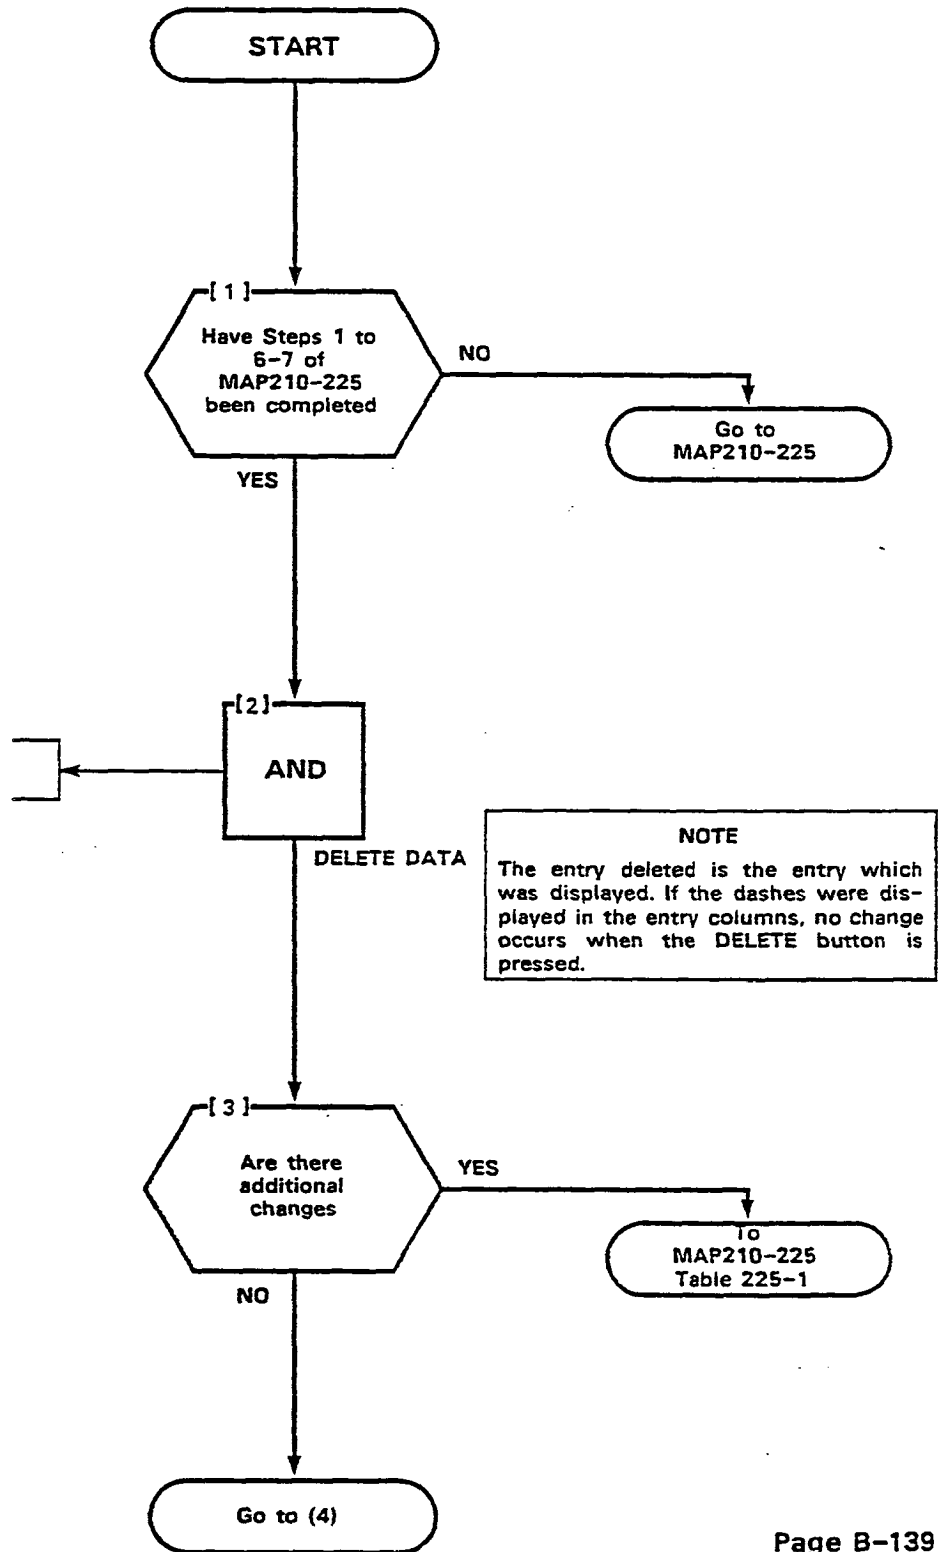 START
[1]
Have Steps 1 to
6-7 of
MAP210-225
been completed
NO
Go to
MAP210-225
YES
[2]
AND
DELETE DATA
NOTE
The entry deleted is the entry which
was displayed. If the dashes were dis-
played in the entry columns, no change
occurs when the DELETE button is
pressed.
[3]
Are there
additional
changes
YES
To
MAP210-225
Table 225-1
NO
Go to (4)
Page B-139